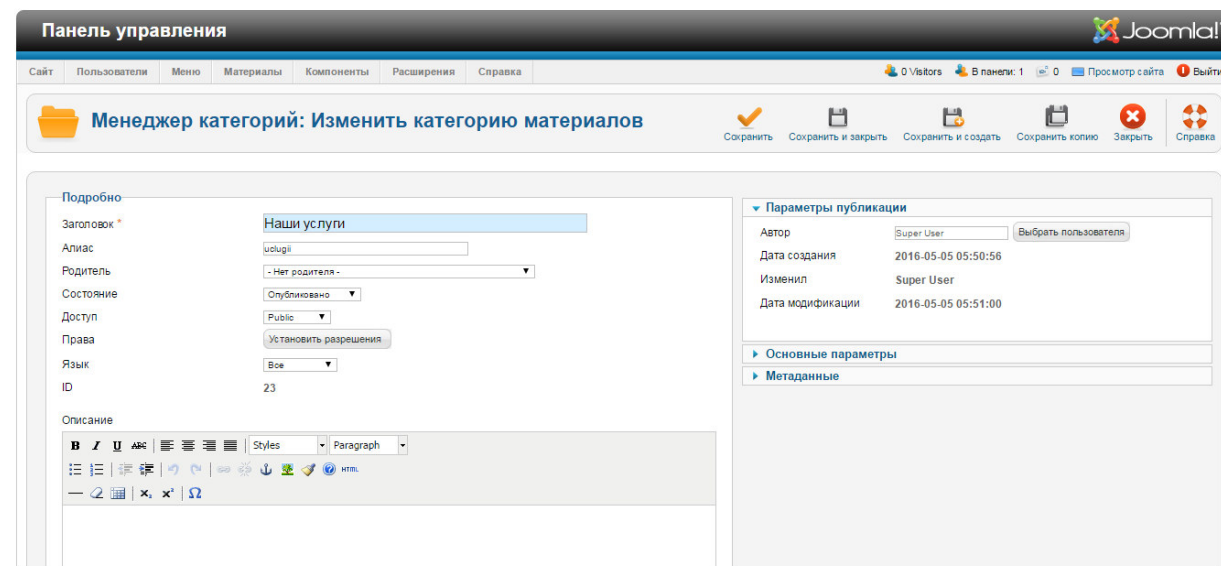 Панель управления
Joomla!
Сайт Пользователи Меню Материалы Компоненты Расширения Справка
0 Visitors В панели: 1 0 Просмотр сайта Выйти
Менеджер категорий: Изменить категорию материалов
Сохранить Сохранить и закрыть Сохранить и создать Сохранить копию Закрыть Справка
Подробно
Заголовок * Наши услуги
Алиас uclugii
Родитель - Нет родителя -
Состояние Опубликовано
Доступ Public
Права Установить разрешения
Язык Все
ID 23
Описание
B I U ABC Styles Paragraph
HTML
x₂ x² Ω
Параметры публикации
Автор Super User Выбрать пользователя
Дата создания 2016-05-05 05:50:56
Изменил Super User
Дата модификации 2016-05-05 05:51:00
Основные параметры
Метаданные